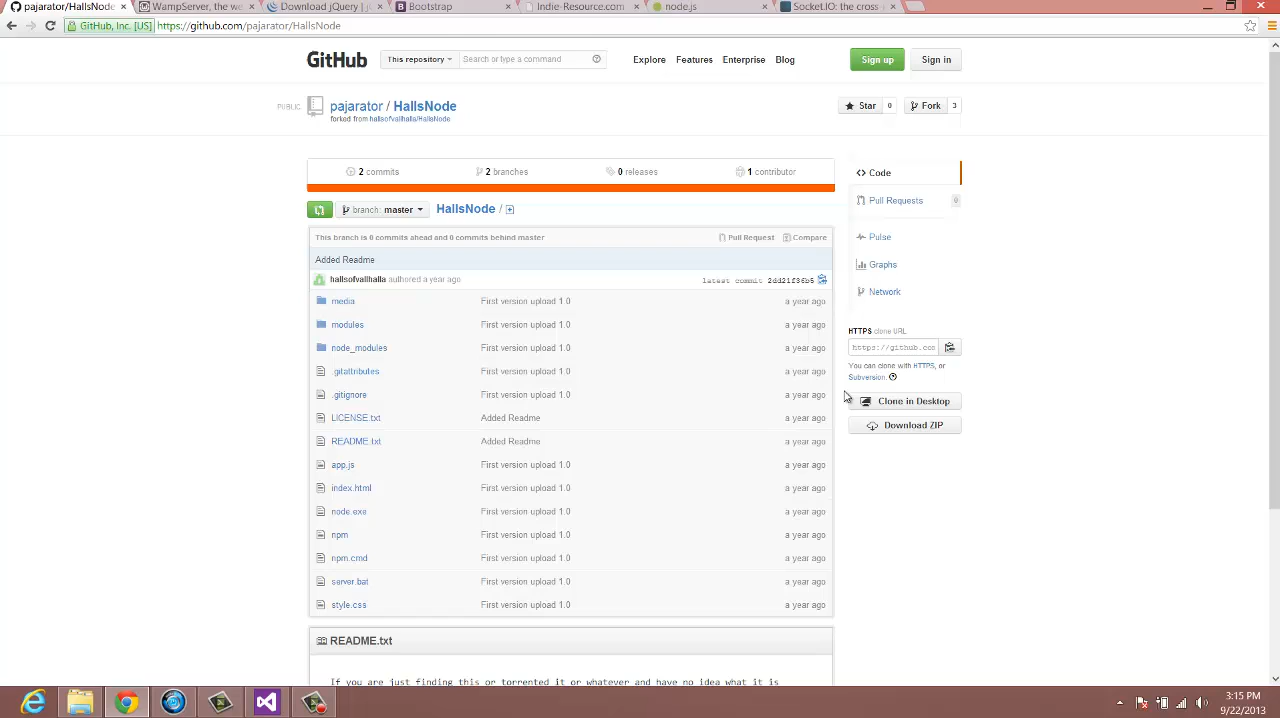 pajarator/HallsNode
WampServer, the w
Download jQuery | j
Bootstrap
Indie-Resource.com
node.js
Socket.IO: the cross
GitHub, Inc. [US]
https://github.com/pajarator/HallsNode
GitHub
This repository
Search or type a command
Explore
Features
Enterprise
Blog
Sign up
Sign in
PUBLIC
pajarator / HallsNode
forked from hallsofvallhalla/HallsNode
Star 0
Fork 3
2 commits
2 branches
0 releases
1 contributor
Code
Pull Requests 0
Pulse
Graphs
Network
branch: master
HallsNode /
This branch is 0 commits ahead and 0 commits behind master
Pull Request
Compare
Added Readme
hallsofvallhalla authored a year ago
latest commit 2dd21f36b5
media First version upload 1.0 a year ago
modules First version upload 1.0 a year ago
node_modules First version upload 1.0 a year ago
.gitattributes First version upload 1.0 a year ago
.gitignore First version upload 1.0 a year ago
LICENSE.txt Added Readme a year ago
README.txt Added Readme a year ago
app.js First version upload 1.0 a year ago
index.html First version upload 1.0 a year ago
node.exe First version upload 1.0 a year ago
npm First version upload 1.0 a year ago
npm.cmd First version upload 1.0 a year ago
server.bat First version upload 1.0 a year ago
style.css First version upload 1.0 a year ago
HTTPS clone URL
https://github.com
You can clone with HTTPS, or
Subversion.
Clone in Desktop
Download ZIP
README.txt
If you are just finding this or torrented it or whatever and have no idea what it is
3:15 PM
9/22/2013